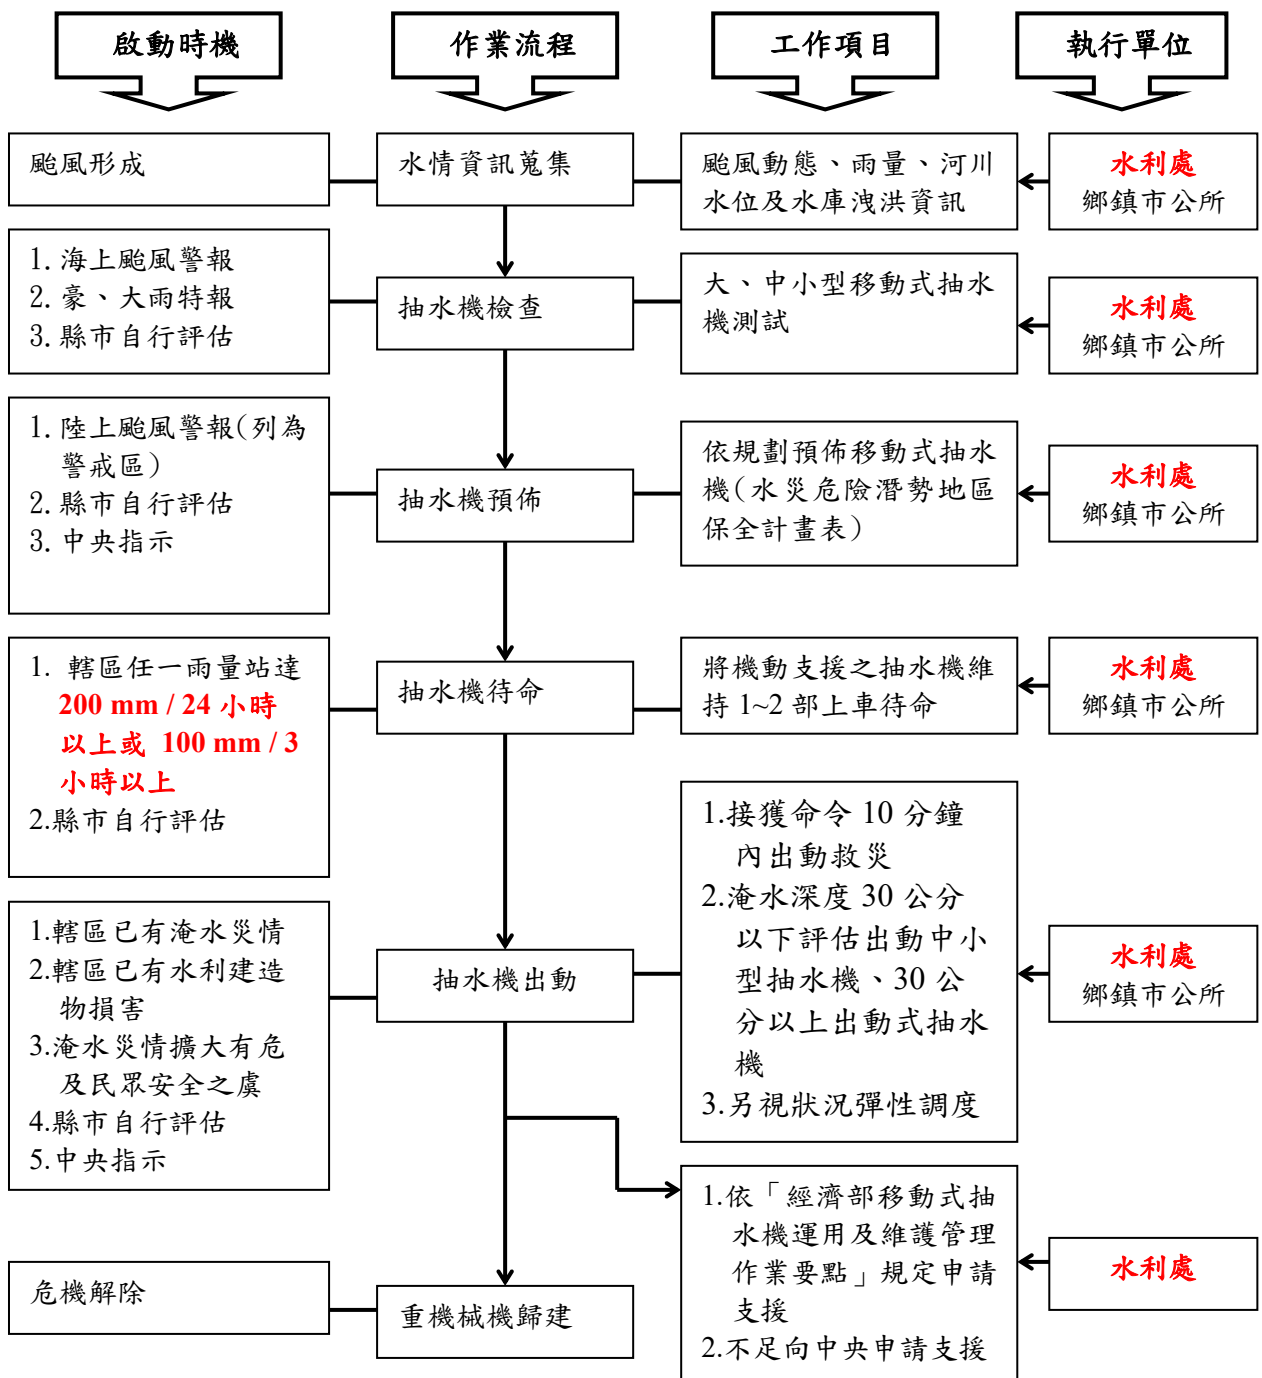 啟動時機
作業流程
工作項目
執行單位
颱風形成
水情資訊蒐集
颱風動態、雨量、河川
水位及水庫洩洪資訊
水利處
鄉鎮市公所
1. 海上颱風警報
2. 豪、大雨特報
3. 縣市自行評估
抽水機檢查
大、中小型移動式抽水
機測試
水利處
鄉鎮市公所
1. 陸上颱風警報(列為
警戒區)
2. 縣市自行評估
3. 中央指示
抽水機預佈
依規劃預佈移動式抽水
機(水災危險潛勢地區
保全計畫表)
水利處
鄉鎮市公所
1. 轄區任一雨量站達
200 mm / 24 小時
以上或 100 mm / 3
小時以上
2.縣市自行評估
抽水機待命
將機動支援之抽水機維
持 1~2 部上車待命
水利處
鄉鎮市公所
1.轄區已有淹水災情
2.轄區已有水利建造
物損害
3.淹水災情擴大有危
及民眾安全之虞
4.縣市自行評估
5.中央指示
抽水機出動
1.接獲命令 10 分鐘
內出動救災
2.淹水深度 30 公分
以下評估出動中小
型抽水機、30 公
分以上出動式抽水
機
3.另視狀況彈性調度
水利處
鄉鎮市公所
1.依「經濟部移動式抽
水機運用及維護管理
作業要點」規定申請
支援
2.不足向中央申請支援
水利處
危機解除
重機械機歸建